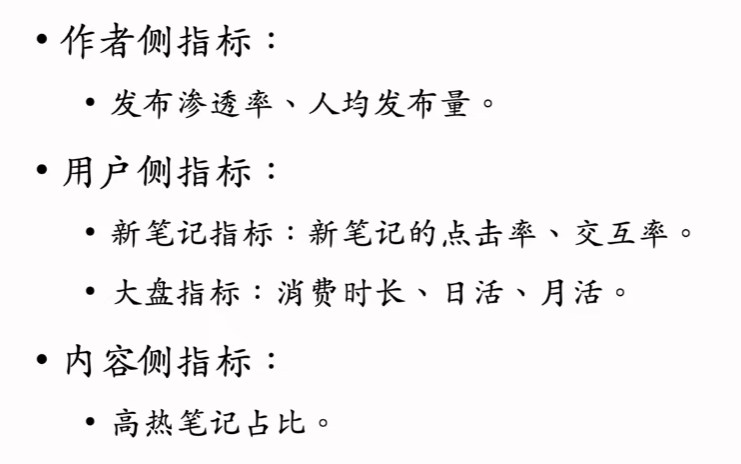 • 作者侧指标：
• 发布渗透率、人均发布量。
• 用户侧指标：
• 新笔记指标：新笔记的点击率、交互率。
• 大盘指标：消费时长、日活、月活。
• 内容侧指标：
• 高热笔记占比。